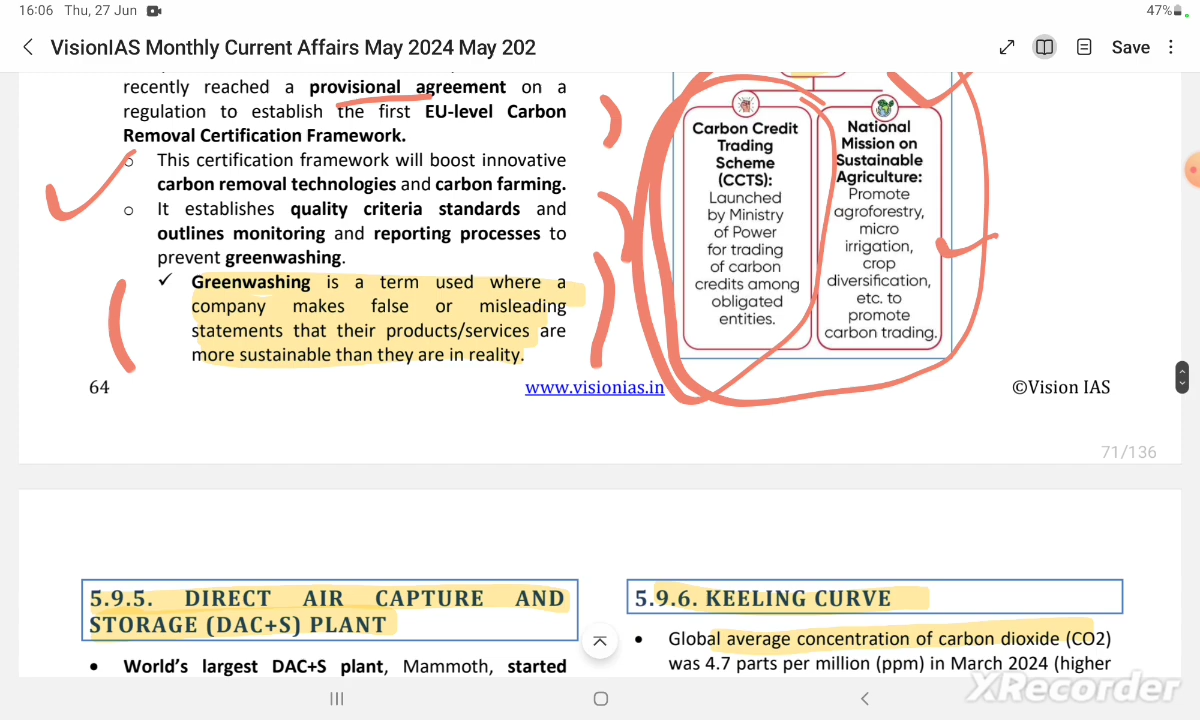 16:06 Thu, 27 Jun
47%
VisionIAS Monthly Current Affairs May 2024 May 202
Save
recently reached a provisional agreement on a
regulation to establish the first EU-level Carbon
Removal Certification Framework.
o This certification framework will boost innovative
carbon removal technologies and carbon farming.
o It establishes quality criteria standards and
outlines monitoring and reporting processes to
prevent greenwashing.
✓ Greenwashing is a term used where a
company makes false or misleading
statements that their products/services are
more sustainable than they are in reality.
Carbon Credit
Trading
Scheme
(CCTS):
Launched
by Ministry
of Power
for trading
of carbon
credits among
obligated
entities.
National
Mission on
Sustainable
Agriculture:
Promote
agroforestry,
micro
irrigation,
crop
diversification,
etc. to
promote
carbon trading.
64
www.visionias.in
©Vision IAS
71/136
5.9.5. DIRECT AIR CAPTURE AND
STORAGE (DAC+S) PLANT
• World's largest DAC+S plant, Mammoth, started
5.9.6. KEELING CURVE
• Global average concentration of carbon dioxide (CO2)
was 4.7 parts per million (ppm) in March 2024 (higher
XRecorder